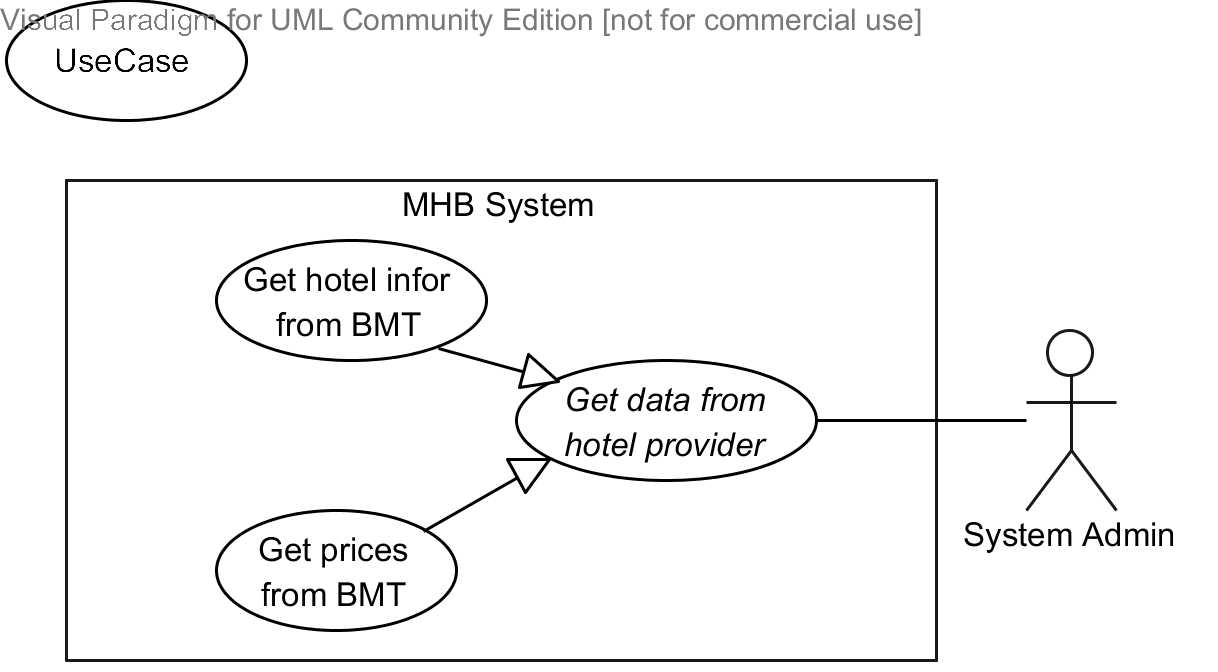 Visual Paradigm for UML Community Edition [not for commercial use]
UseCase
MHB System
Get hotel infor
from BMT
Get data from
hotel provider
Get prices
from BMT
System Admin